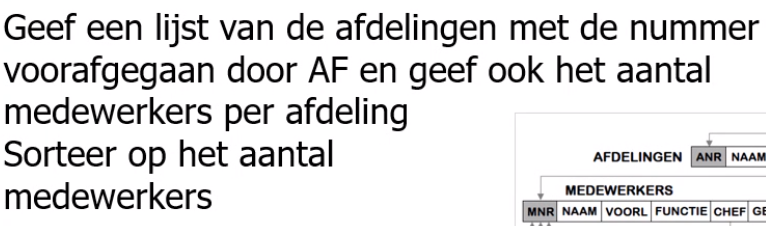 Geef een lijst van de afdelingen met de nummer
voorafgegaan door AF en geef ook het aantal
medewerkers per afdeling
Sorteer op het aantal
medewerkers
AFDELINGEN ANR NAAM
MEDEWERKERS
MNR NAAM VOORL FUNCTIE CHEF